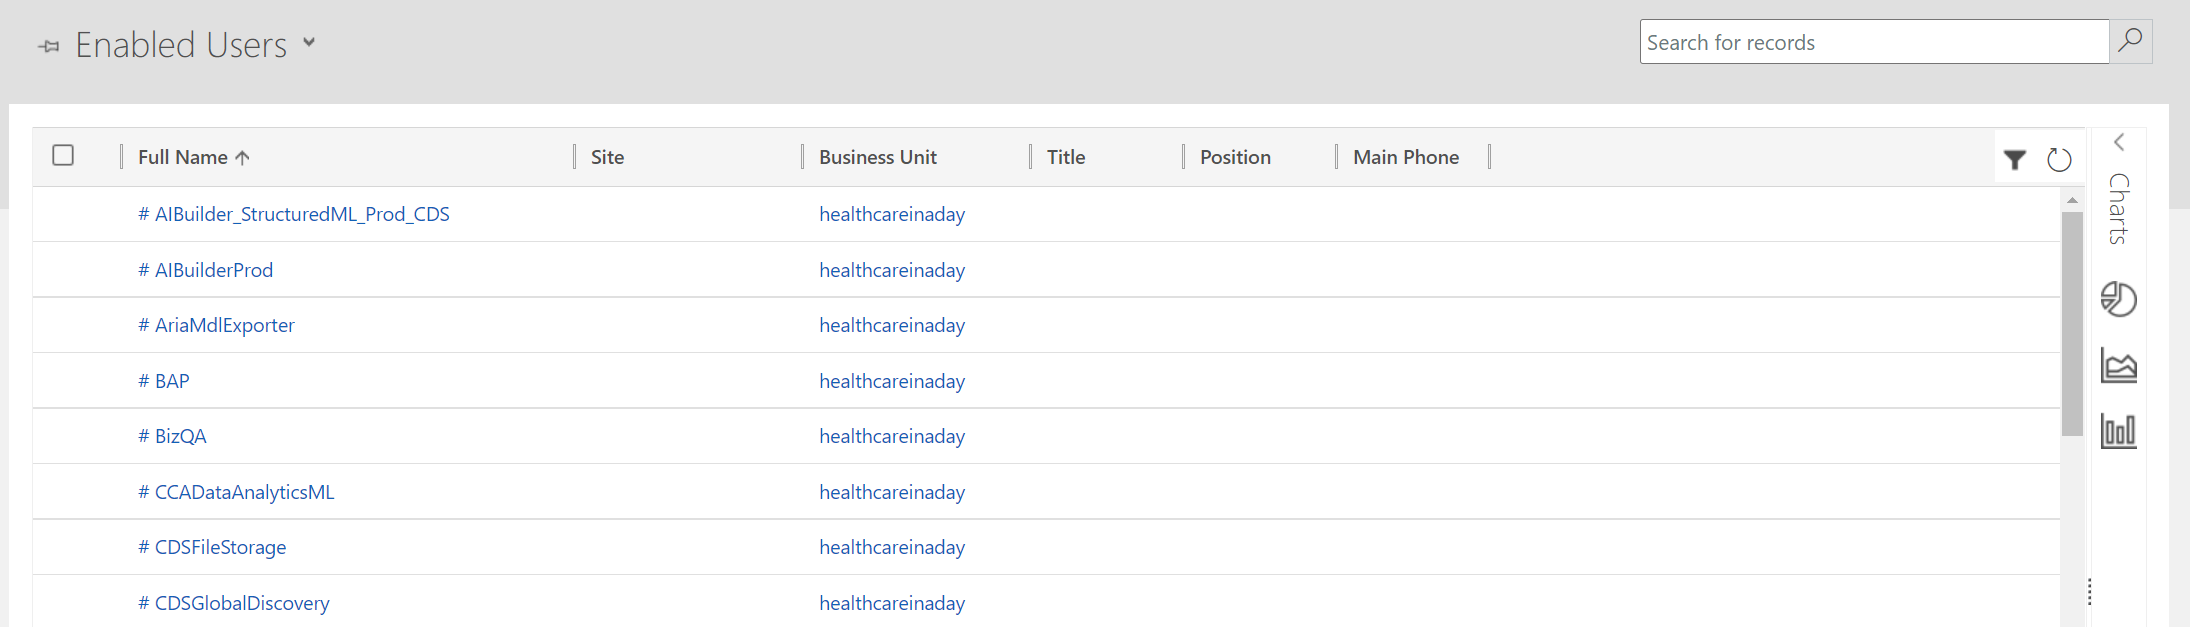 Enabled Users
Search for records
Full Name Site Business Unit Title Position Main Phone
# AIBuilder_StructuredML_Prod_CDS healthcareinaday
# AIBuilderProd healthcareinaday
# AriaMdlExporter healthcareinaday
# BAP healthcareinaday
# BizQA healthcareinaday
# CCADataAnalyticsML healthcareinaday
# CDSFileStorage healthcareinaday
# CDSGlobalDiscovery healthcareinaday
Charts